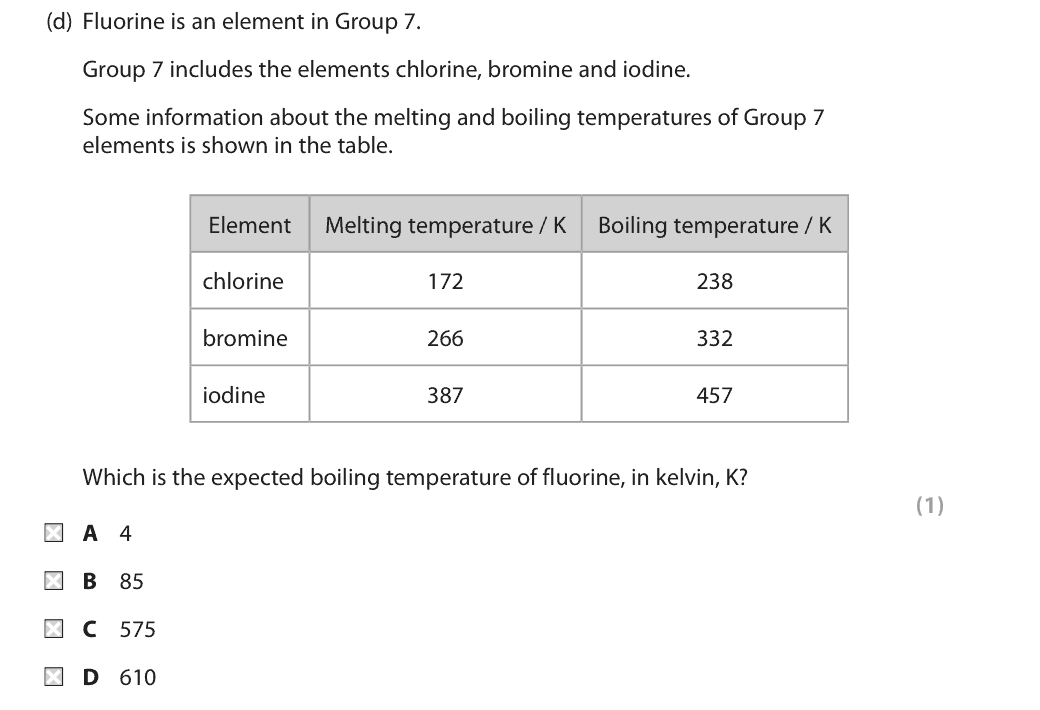 (d) Fluorine is an element in Group 7.
Group 7 includes the elements chlorine, bromine and iodine.
Some information about the melting and boiling temperatures of Group 7
elements is shown in the table.
Element Melting temperature / K Boiling temperature / K
chlorine 172 238
bromine 266 332
iodine 387 457
Which is the expected boiling temperature of fluorine, in kelvin, K?
(1)
A 4
B 85
C 575
D 610